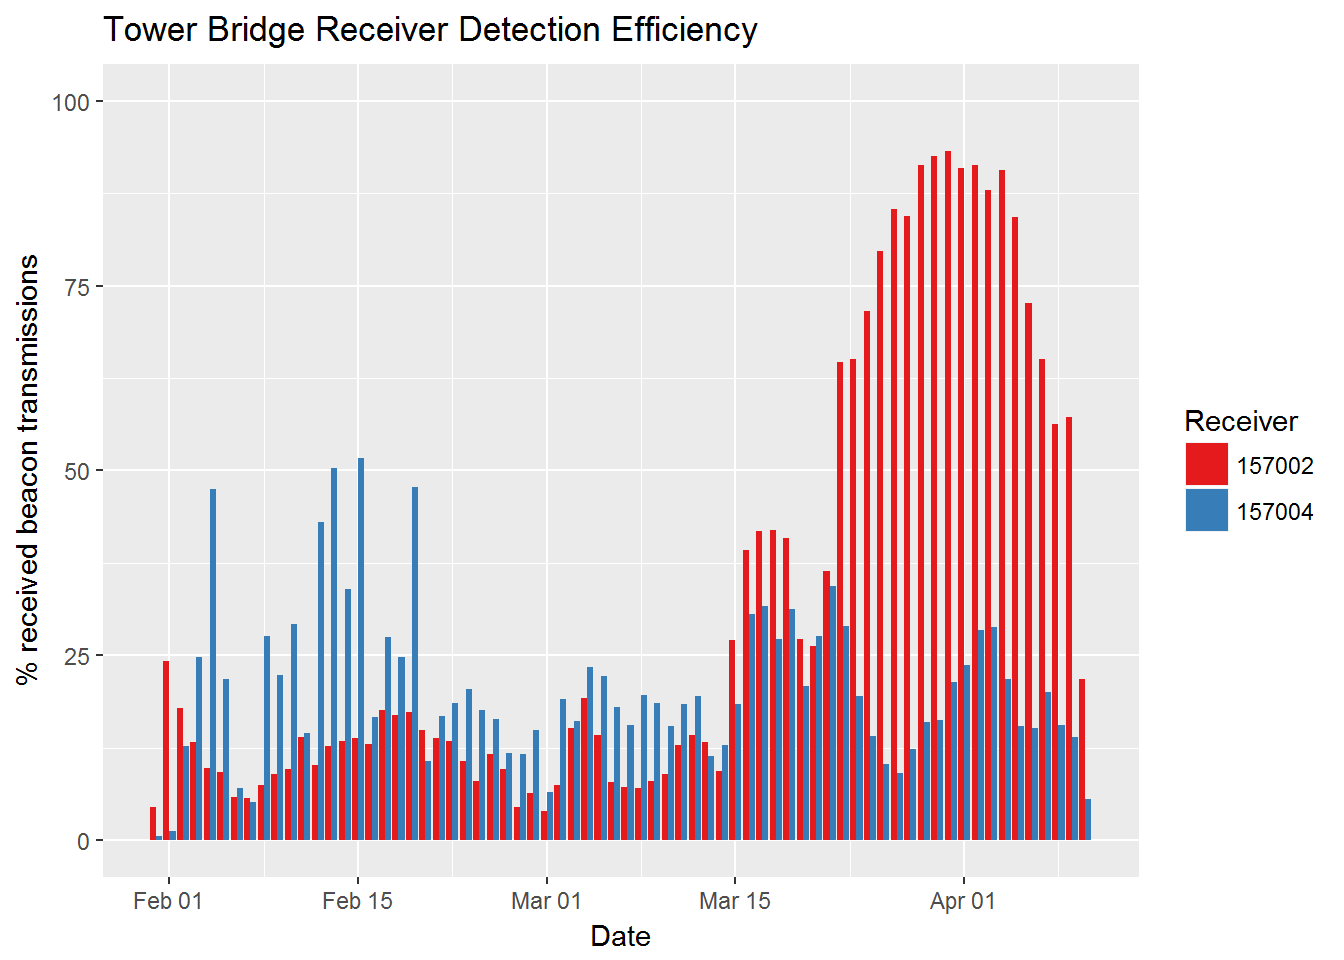 Tower Bridge Receiver Detection Efficiency
% received beacon transmissions
100
75
50
25
0
Feb 01
Feb 15
Mar 01
Mar 15
Apr 01
Date
Receiver
157002
157004